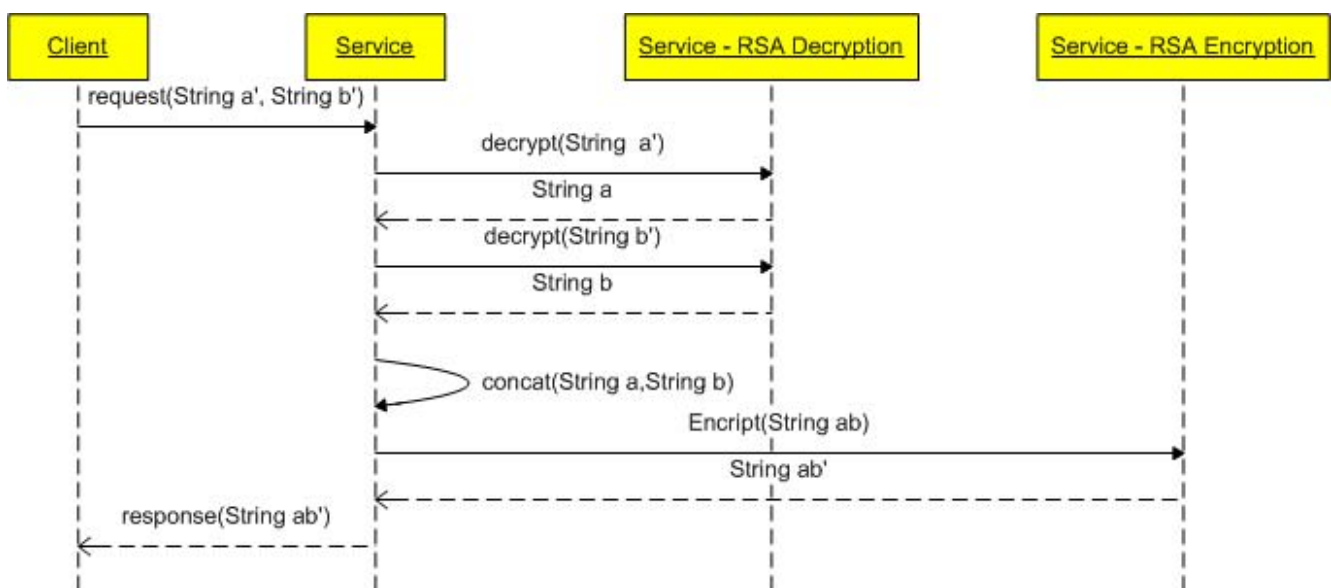 Client
Service
Service - RSA Decryption
Service - RSA Encryption
request(String a', String b')
decrypt(String a')
String a
decrypt(String b')
String b
concat(String a,String b)
Encript(String ab)
String ab'
response(String ab')